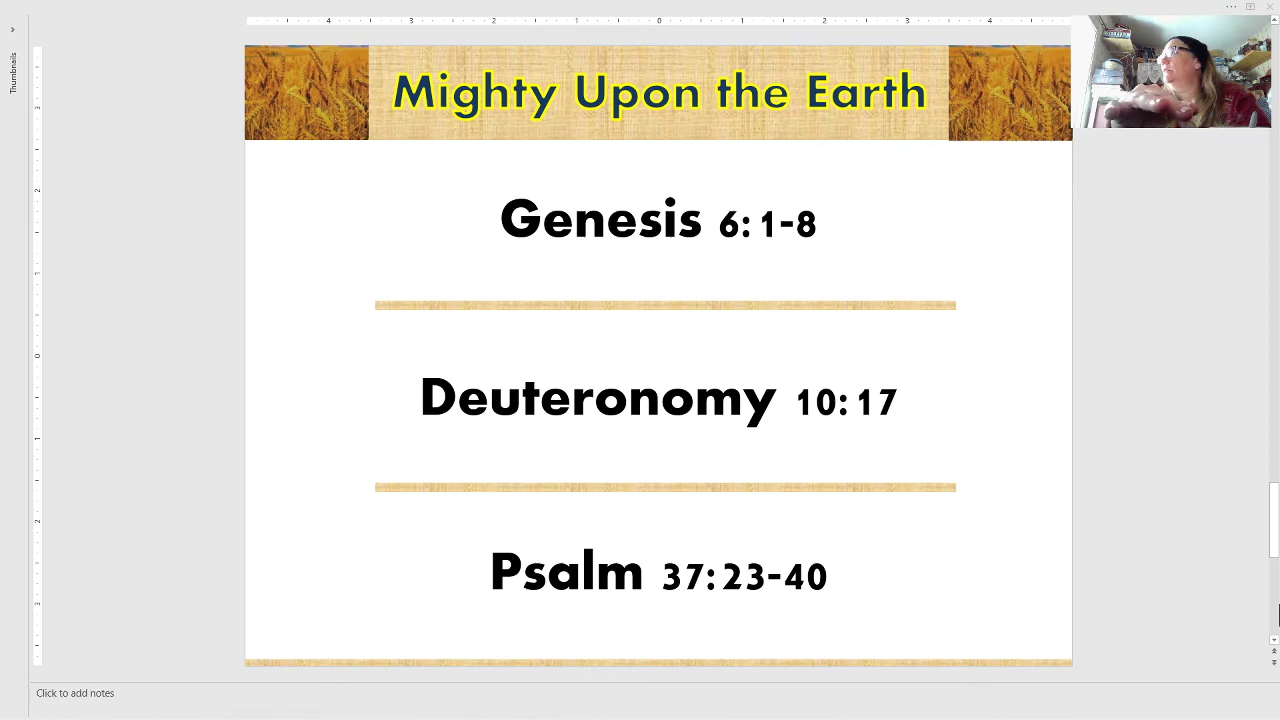 Thumbnails
Mighty Upon the Earth
Genesis 6:1-8
Deuteronomy 10:17
Psalm 37:23-40
Click to add notes